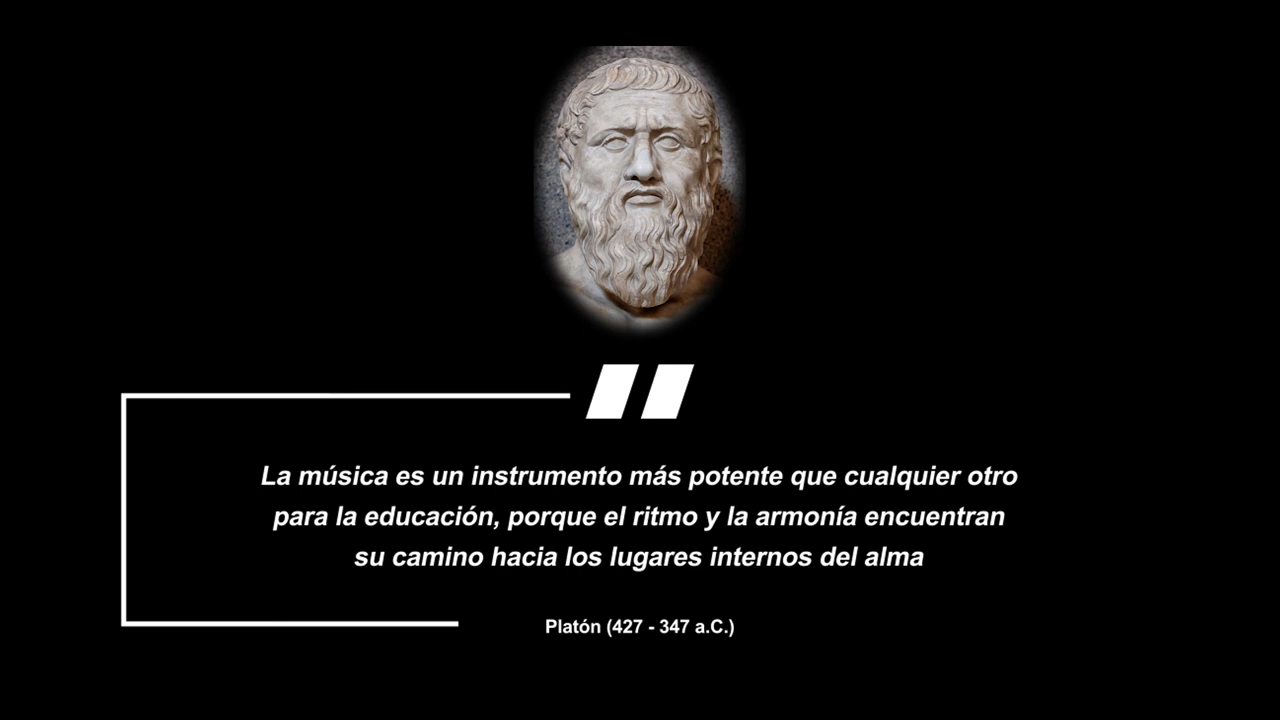 La música es un instrumento más potente que cualquier otro
para la educación, porque el ritmo y la armonía encuentran
su camino hacia los lugares internos del alma
Platón (427 - 347 a.C.)